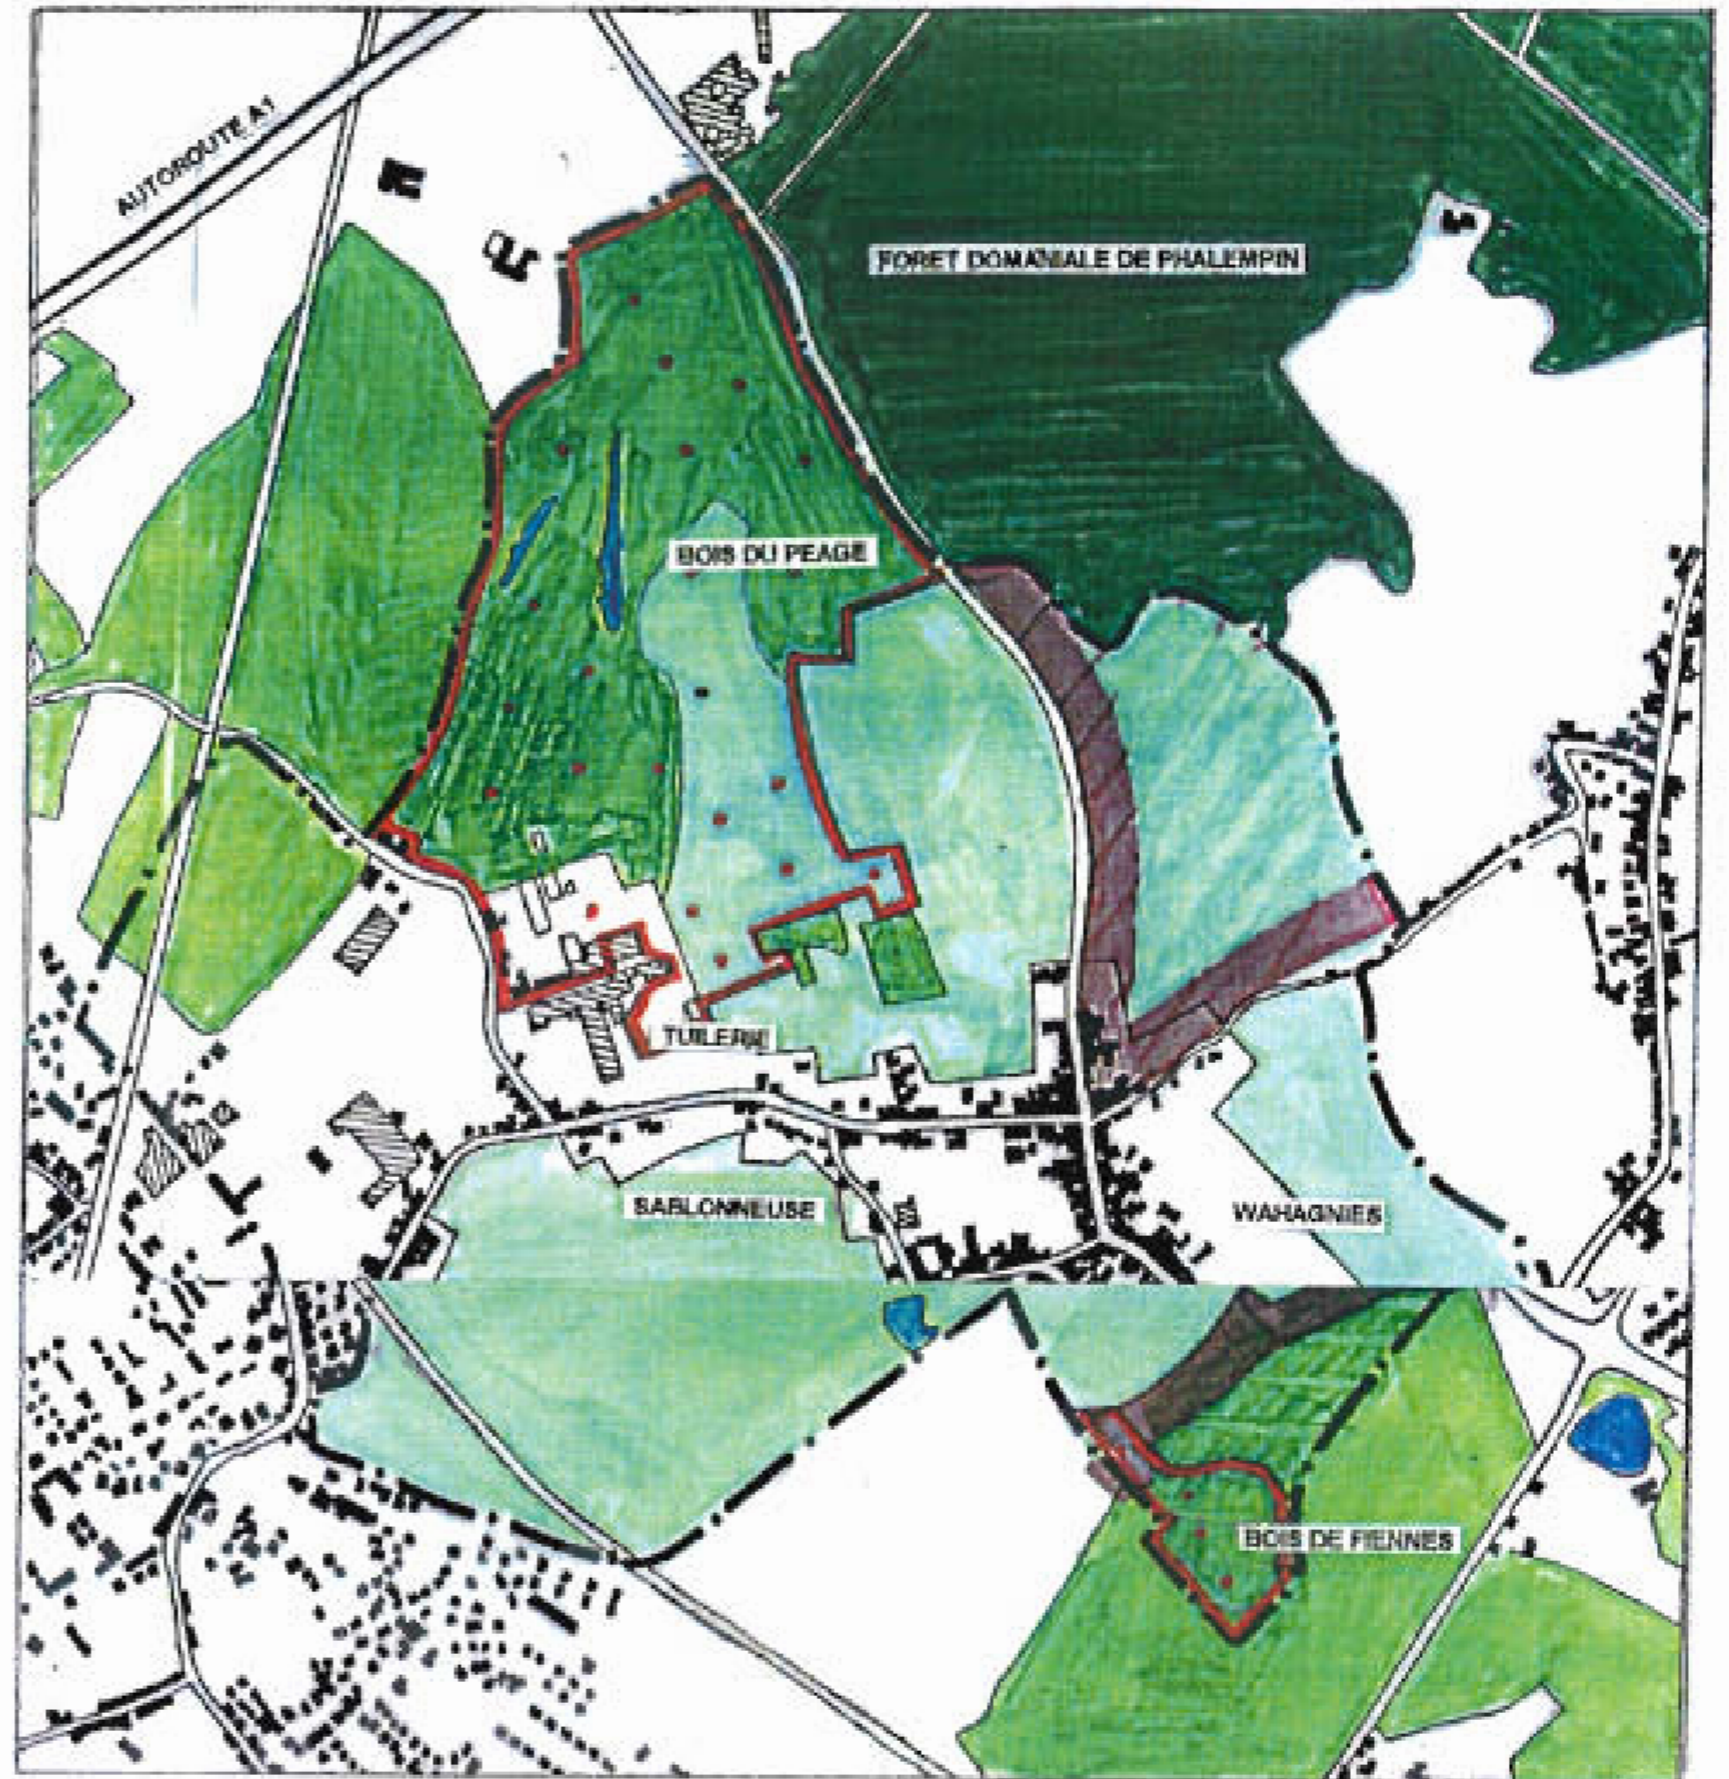 AUTOROUTE A1
FORET DOMANIALE DE PHALEMPIN
BOIS DU PEAGE
TUILERIE
SABLONNEUSE
WAHAGNIES
BOIS DE FIENNES